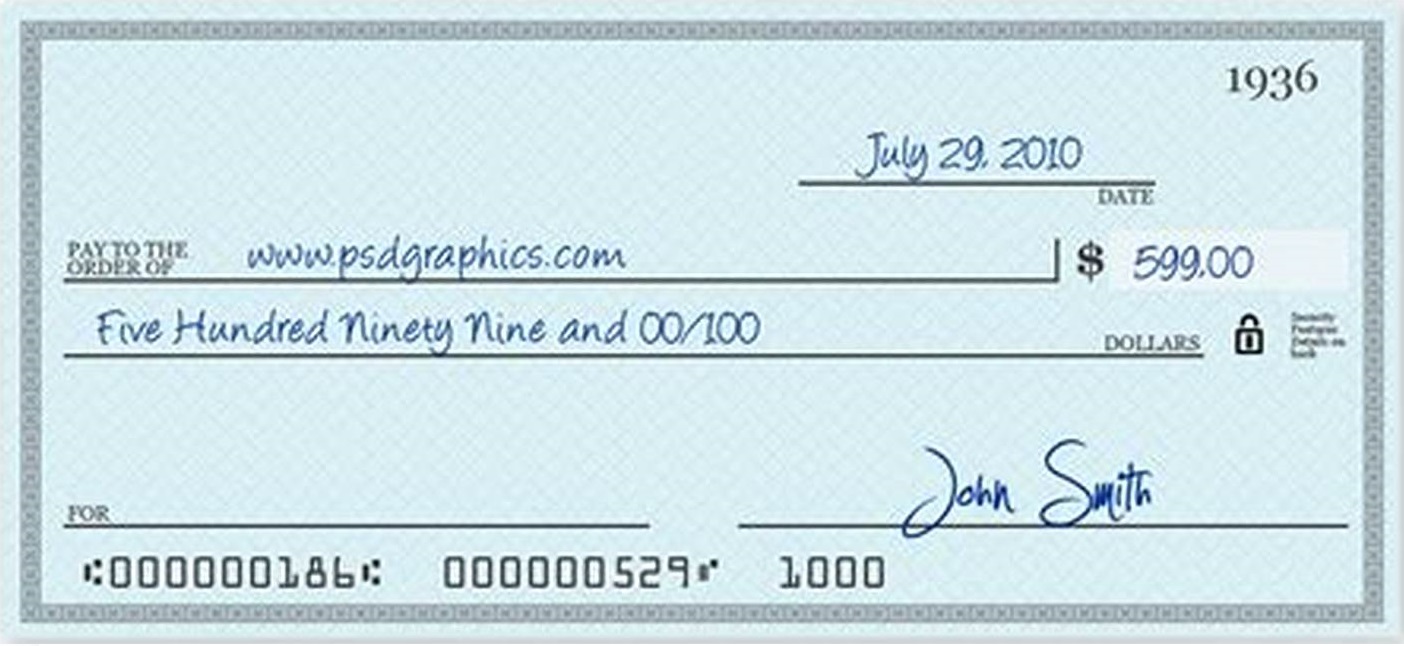 1936
July 29, 2010
DATE
PAY TO THE
ORDER OF
www.psdgraphics.com
$ 599.00
Five Hundred Ninety Nine and 00/100
DOLLARS
Security
Features
Details on
back
FOR
John Smith
⑆000000186⑆ 000000529⑈ 1000